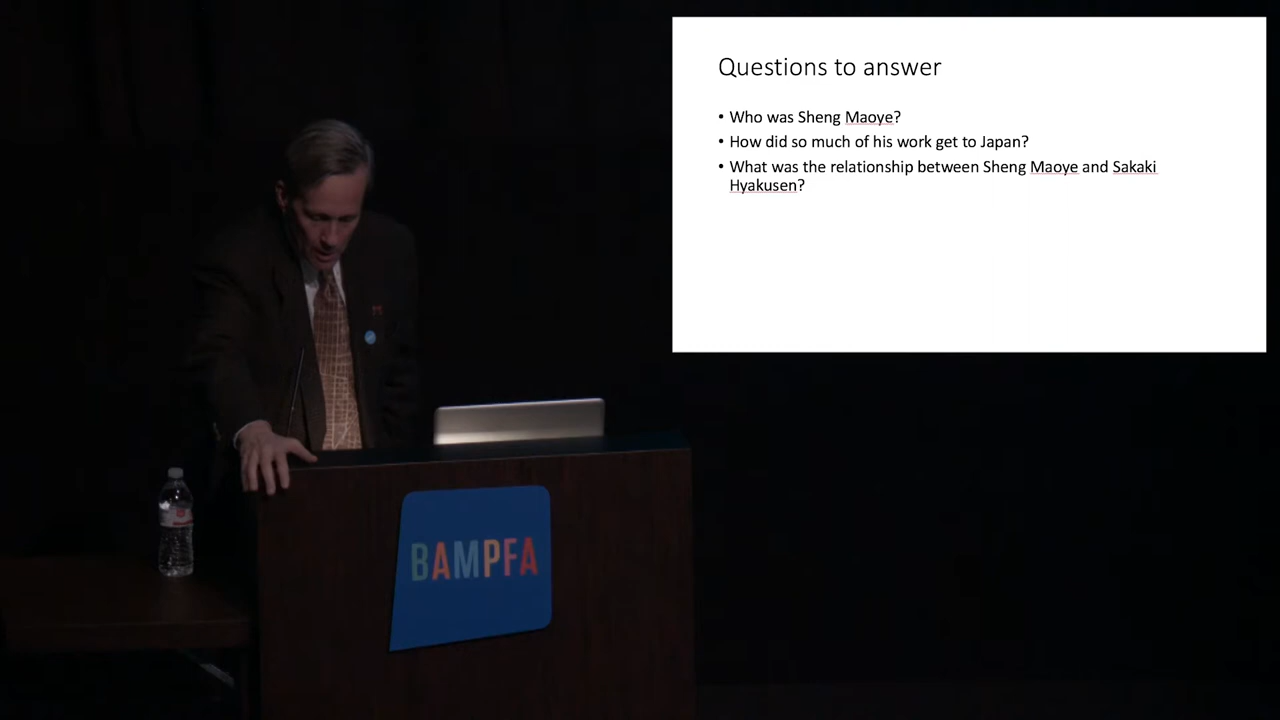 Questions to answer
• Who was Sheng Maoye?
• How did so much of his work get to Japan?
• What was the relationship between Sheng Maoye and Sakaki
Hyakusen?
BAMPFA